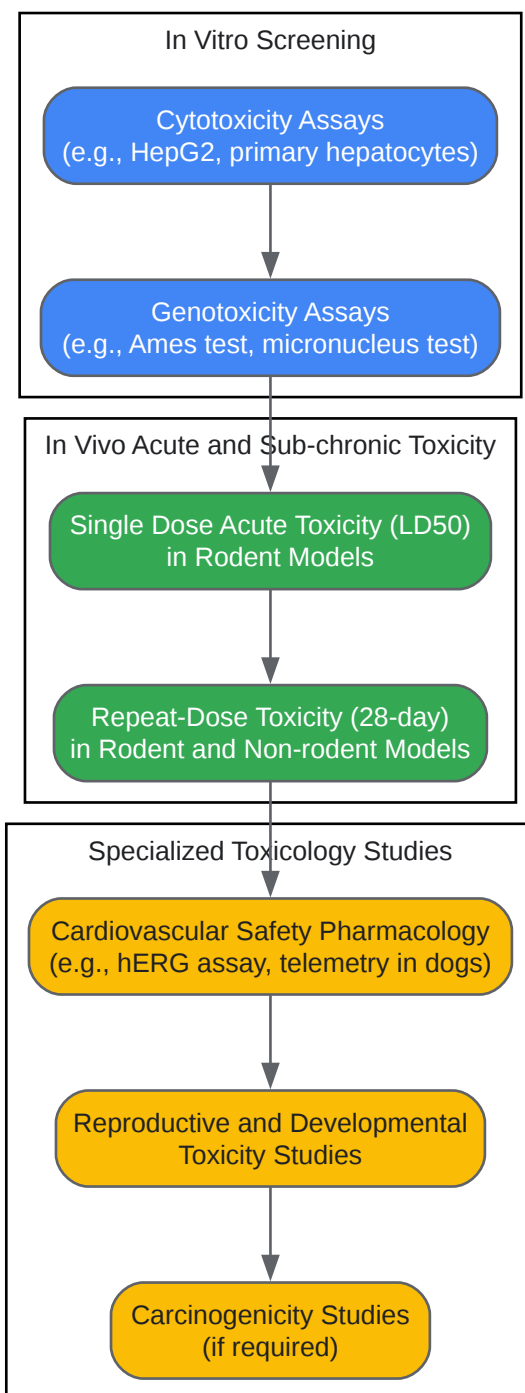 In Vitro Screening
Cytotoxicity Assays
(e.g., HepG2, primary hepatocytes)
Genotoxicity Assays
(e.g., Ames test, micronucleus test)
In Vivo Acute and Sub-chronic Toxicity
Single Dose Acute Toxicity (LD50)
in Rodent Models
Repeat-Dose Toxicity (28-day)
in Rodent and Non-rodent Models
Specialized Toxicology Studies
Cardiovascular Safety Pharmacology
(e.g., hERG assay, telemetry in dogs)
Reproductive and Developmental
Toxicity Studies
Carcinogenicity Studies
(if required)